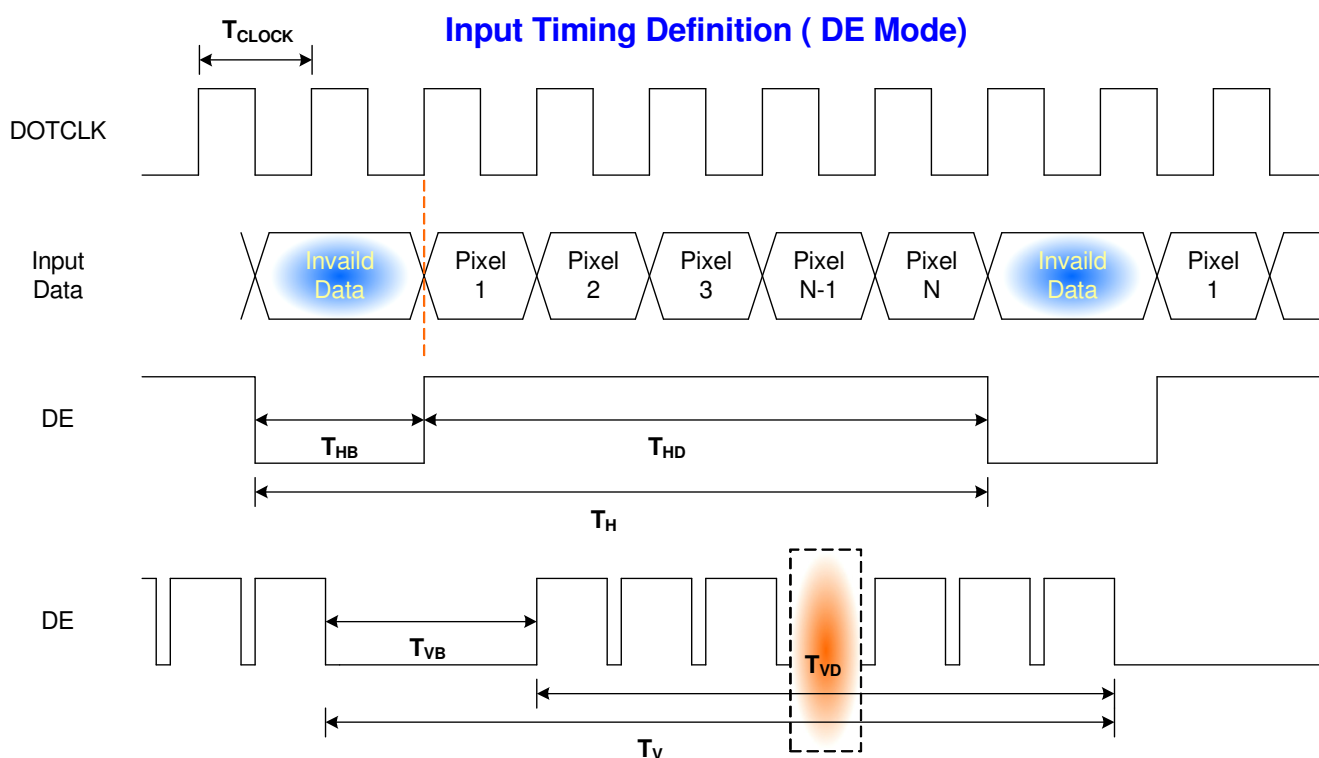 Input Timing Definition ( DE Mode)
TCLOCK
DOTCLK
Input
Data
Invaild
Data
Pixel
1
Pixel
2
Pixel
3
Pixel
N-1
Pixel
N
Invaild
Data
Pixel
1
DE
THB
THD
TH
DE
TVB
TVD
TV